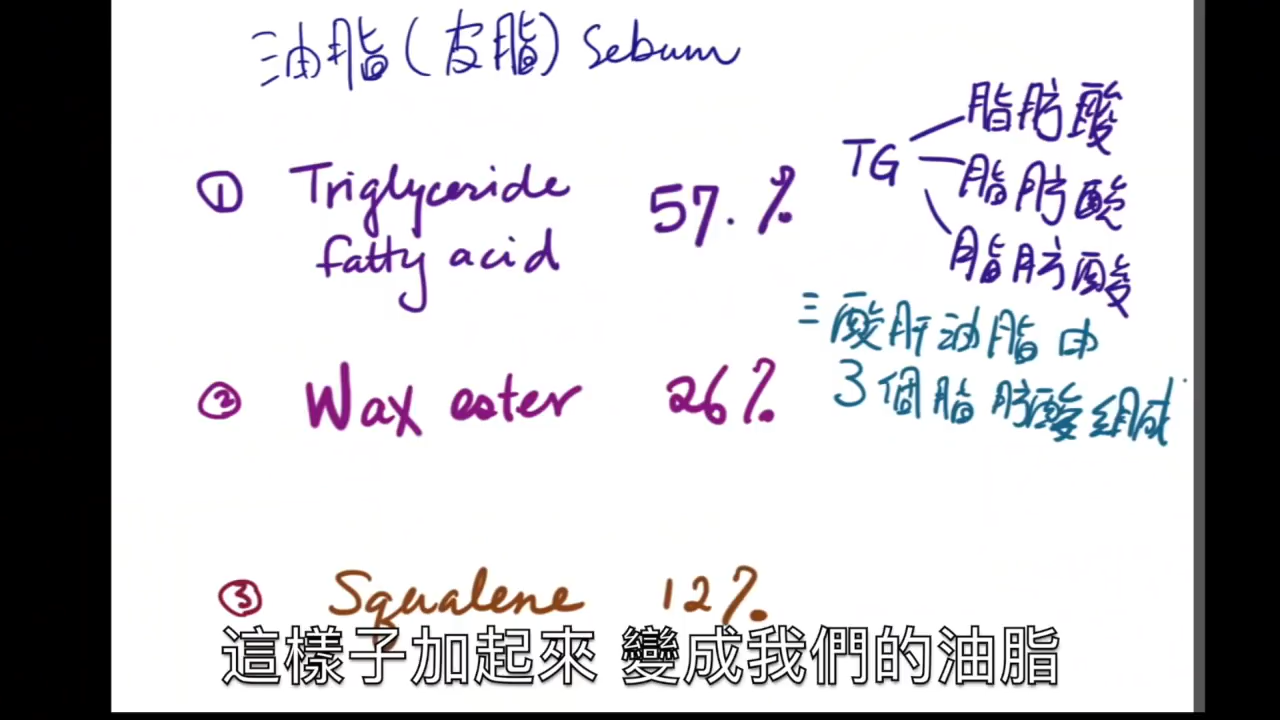 油脂(皮脂) Sebum
① Triglyceride
fatty acid
57.%
TG
脂肪酸
脂肪酸
脂肪酸
三酸肝油脂由
3個脂肪酸組成
② Wax ester 26%
③ Squalene 12%
這樣子加起來 變成我們的油脂